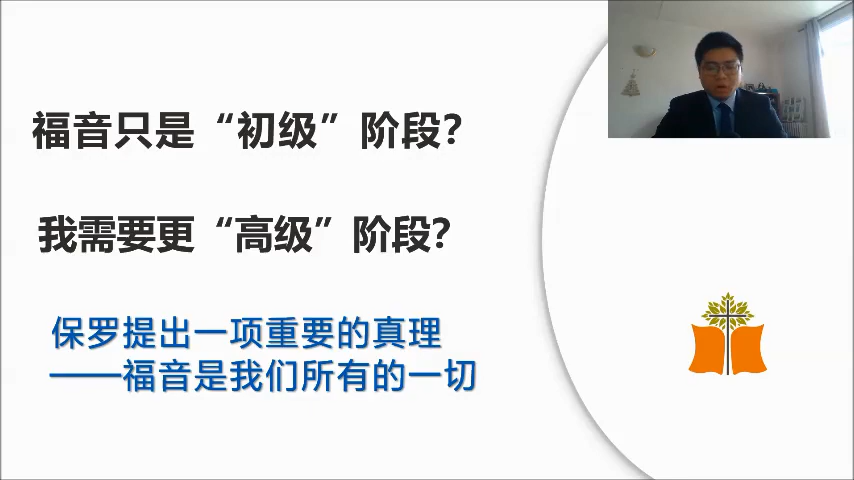 福音只是“初级”阶段？
我需要更“高级”阶段？
保罗提出一项重要的真理
——福音是我们所有的一切